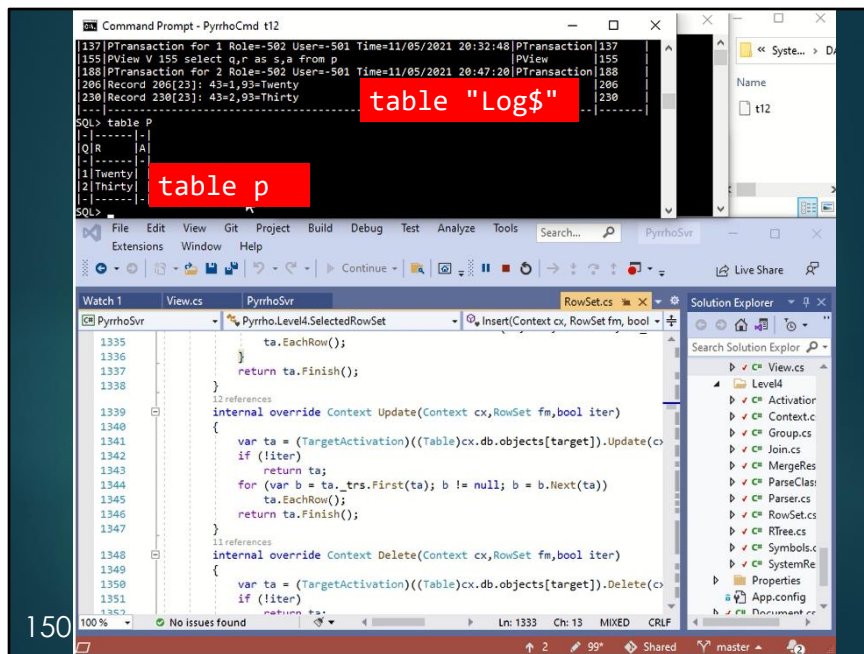 Command Prompt - PyrrhoCmd t12
|137|PTransaction for 1 Role=-502 User=-501 Time=11/05/2021 20:32:48|PTransaction|137 |
|155|PView V 155 select q,r as s,a from p |PView |155 |
|188|PTransaction for 2 Role=-502 User=-501 Time=11/05/2021 20:47:20|PTransaction|188 |
|206|Record 206[23]: 43=1,93=Twenty |206 |
|230|Record 230[23]: 43=2,93=Thirty |230 |
table "Log$"
SQL> table P
|-|------|-|
|Q|R |A|
|-|------|-|
|1|Twenty|
|2|Thirty|
|-|------|-|
SQL> _
table p
« Syste... › DA
Name
t12
File Edit View Git Project Build Debug Test Analyze Tools Search... PyrrhoSvr
Extensions Window Help
Continue
Live Share
Watch 1 View.cs PyrrhoSvr RowSet.cs Solution Explorer
PyrrhoSvr Pyrrho.Level4.SelectedRowSet Insert(Context cx, RowSet fm, bool
Search Solution Explor
1335 ta.EachRow();
1336 }
1337 return ta.Finish();
1338 }
12 references
1339 internal override Context Update(Context cx,RowSet fm,bool iter)
1340 {
1341 var ta = (TargetActivation)((Table)cx.db.objects[target]).Update(cx
1342 if (!iter)
1343 return ta;
1344 for (var b = ta._trs.First(ta); b != null; b = b.Next(ta))
1345 ta.EachRow();
1346 return ta.Finish();
1347 }
11 references
1348 internal override Context Delete(Context cx,RowSet fm,bool iter)
1349 {
1350 var ta = (TargetActivation)((Table)cx.db.objects[target]).Delete(cx
1351 if (!iter)
1352 return ta;
C# View.cs
Level4
C# Activation
C# Context.c
C# Group.cs
C# Join.cs
C# MergeRes
C# ParseClas
C# Parser.cs
C# RowSet.cs
C# RTree.cs
C# Symbols.c
C# SystemRe
Properties
App.config
C# Document.cs
150
100 % No issues found Ln: 1333 Ch: 13 MIXED CRLF
2 99* Shared master 2